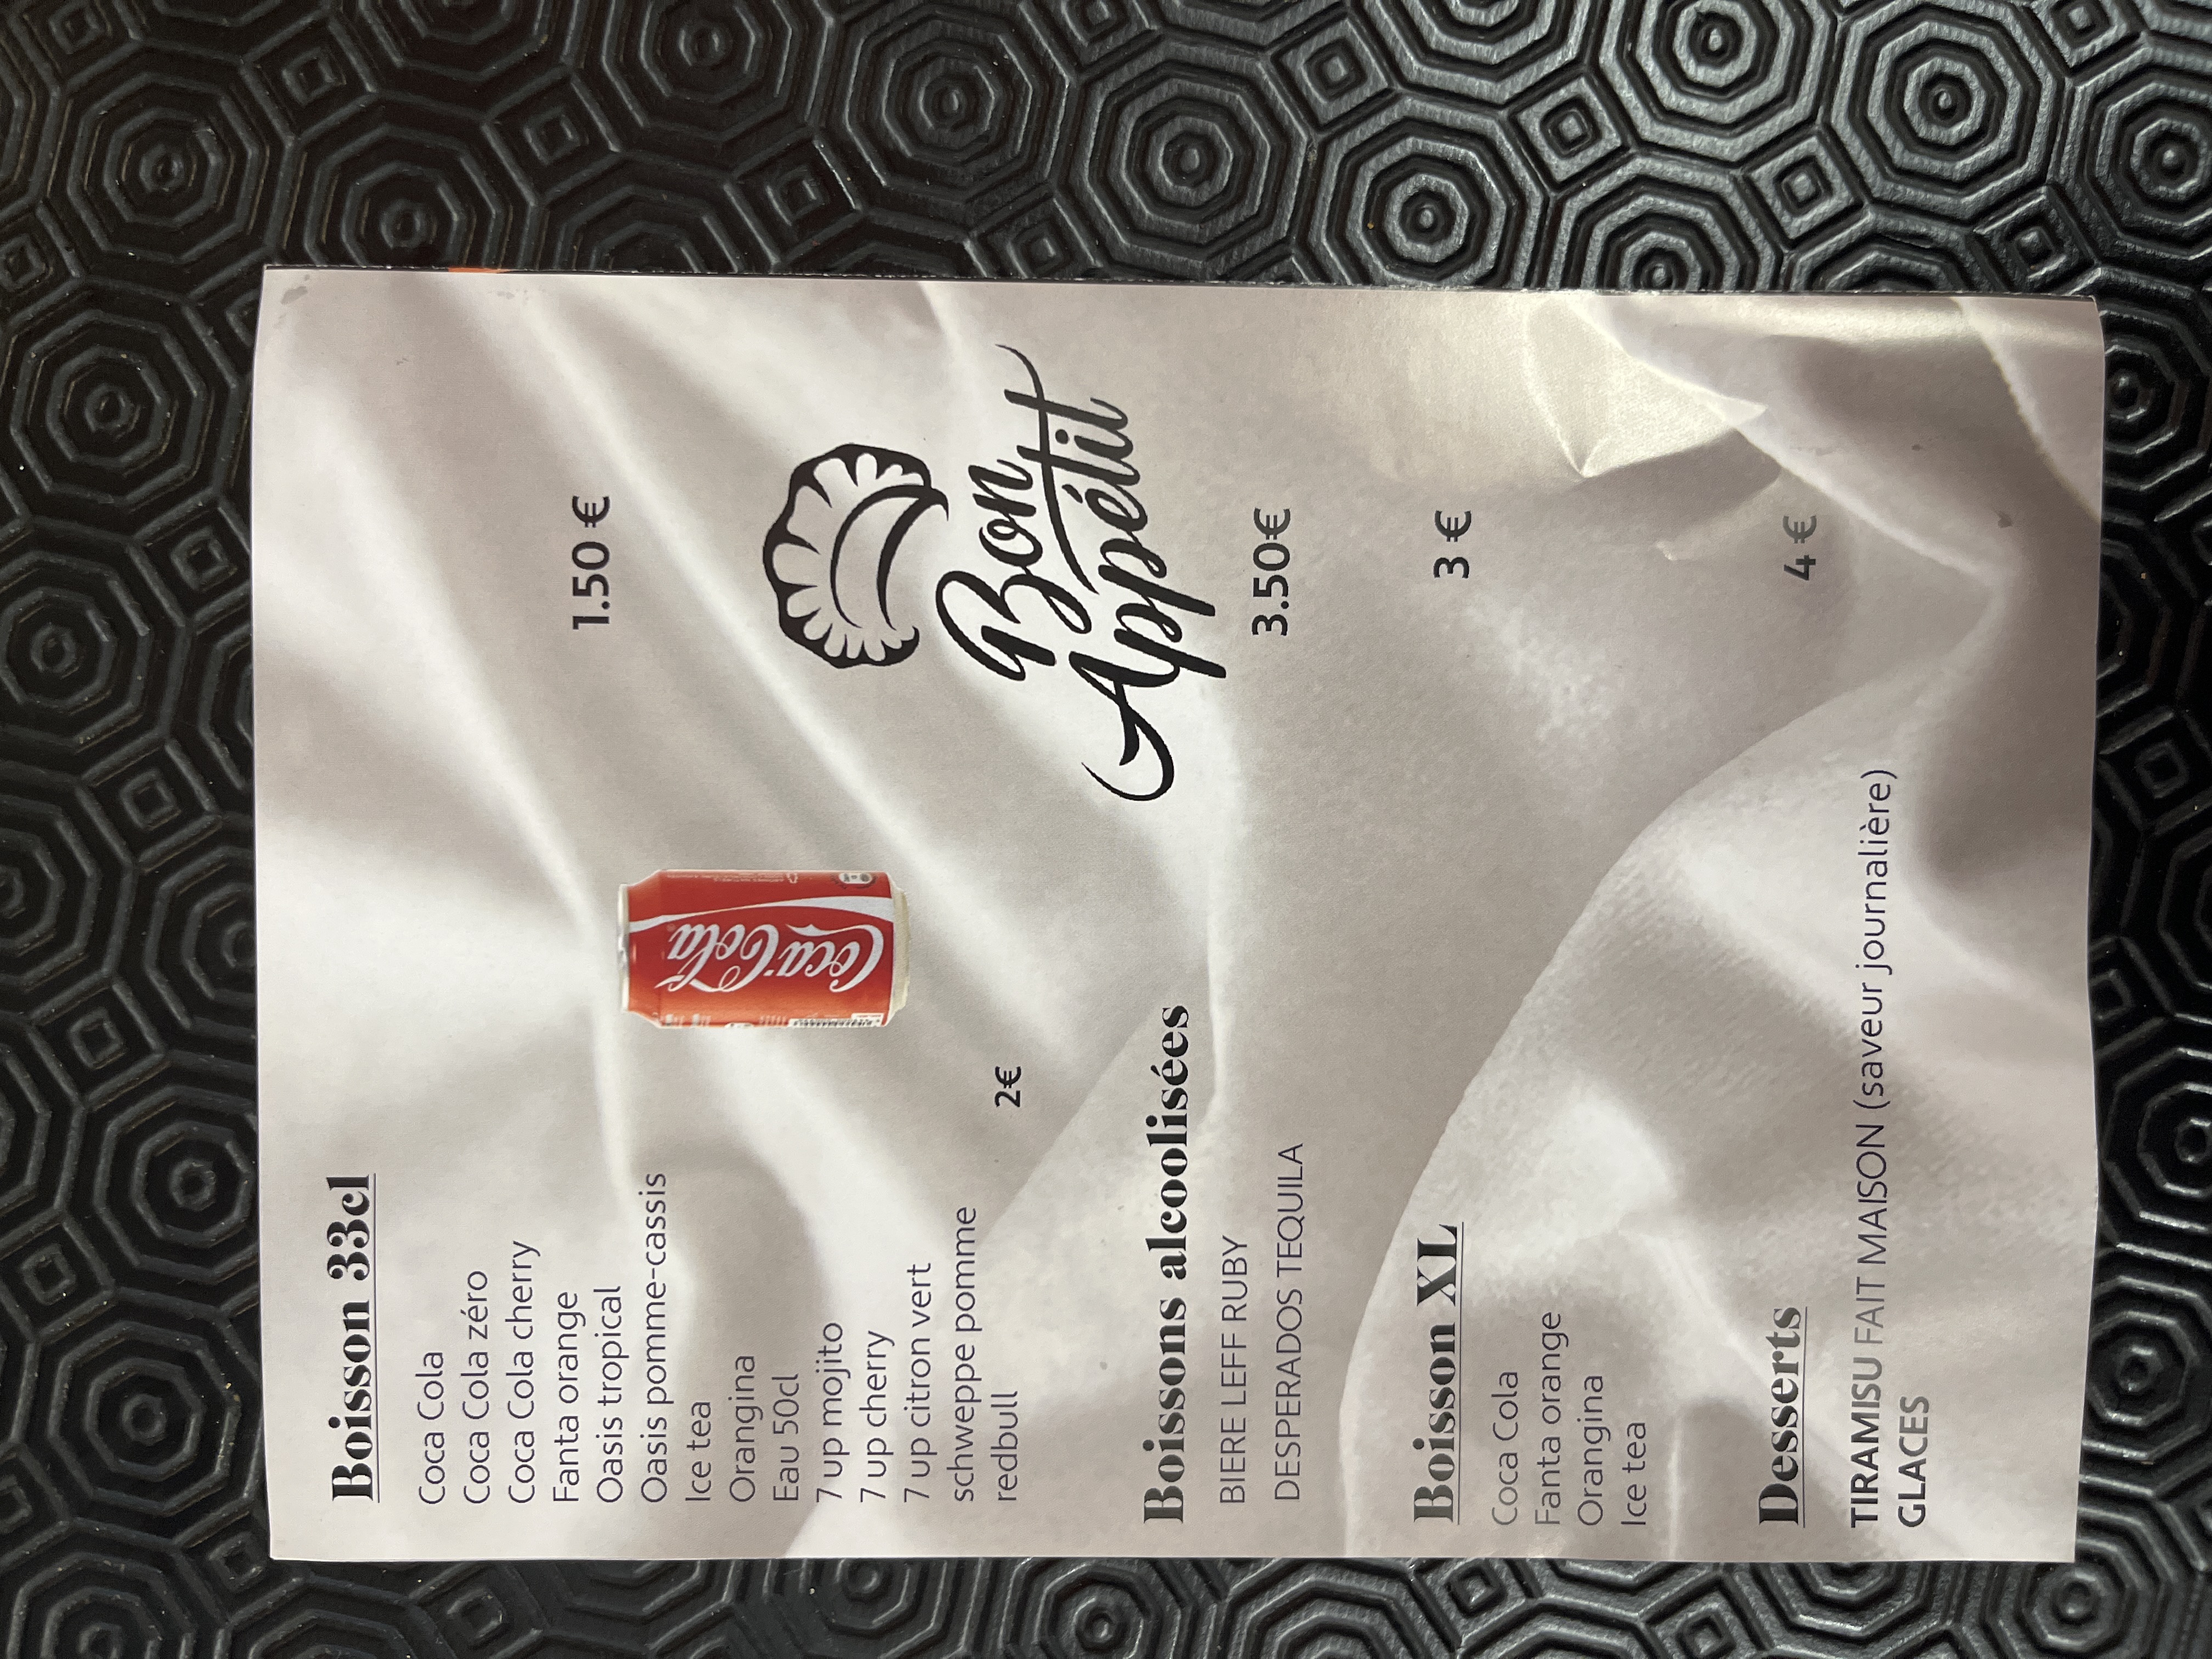 Boisson 33cl
Coca Cola
Coca Cola zéro
Coca Cola cherry
Fanta orange 1.50 €
Oasis tropical
Oasis pomme-cassis
Ice tea
Orangina
Eau 50cl
7 up mojito
7 up cherry
7 up citron vert
schweppe pomme
redbull 2€
Coca-Cola
Bon
Appétit
Boissons alcoolisées
BIERE LEFF RUBY
DESPERADOS TEQUILA 3.50€
Boisson XL 3 €
Coca Cola
Fanta orange
Orangina
Ice tea
Desserts 4 €
TIRAMISU FAIT MAISON (saveur journalière)
GLACES